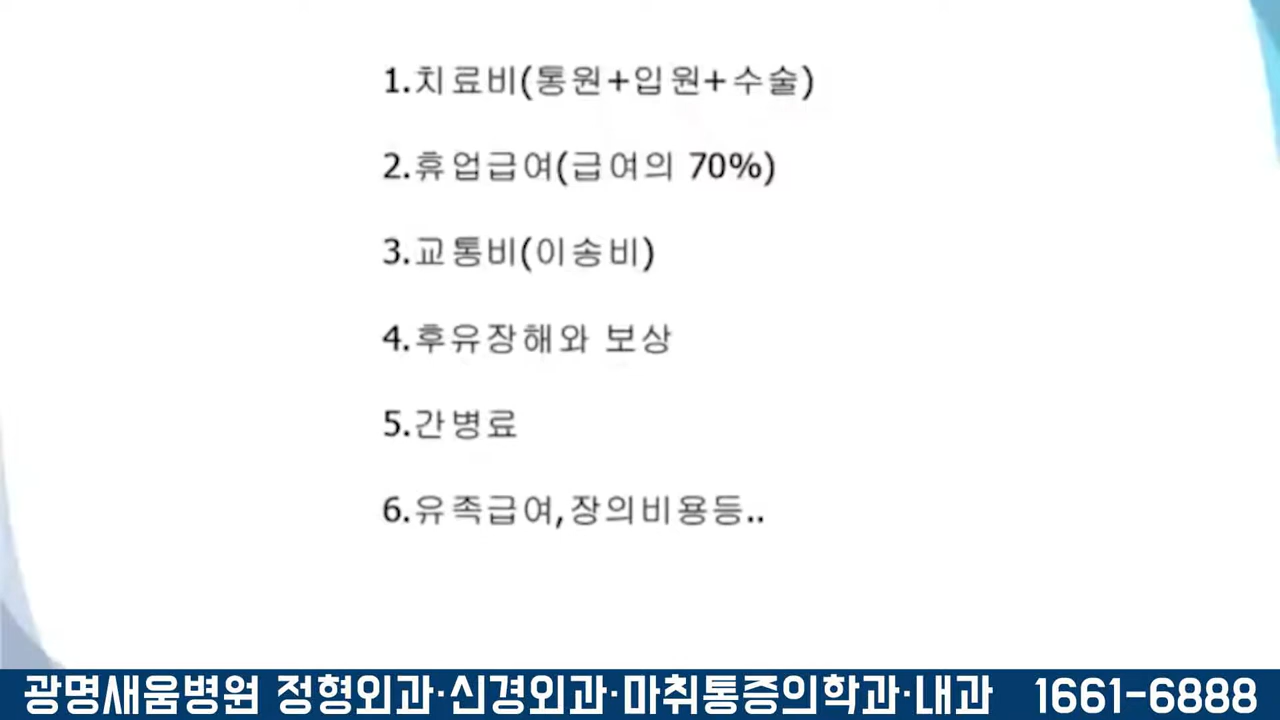 1.치료비(통원+입원+수술)
2.휴업급여(급여의 70%)
3.교통비(이송비)
4.후유장해와 보상
5.간병료
6.유족급여,장의비용등..
광명새움병원 정형외과·신경외과·마취통증의학과·내과 1661-6888